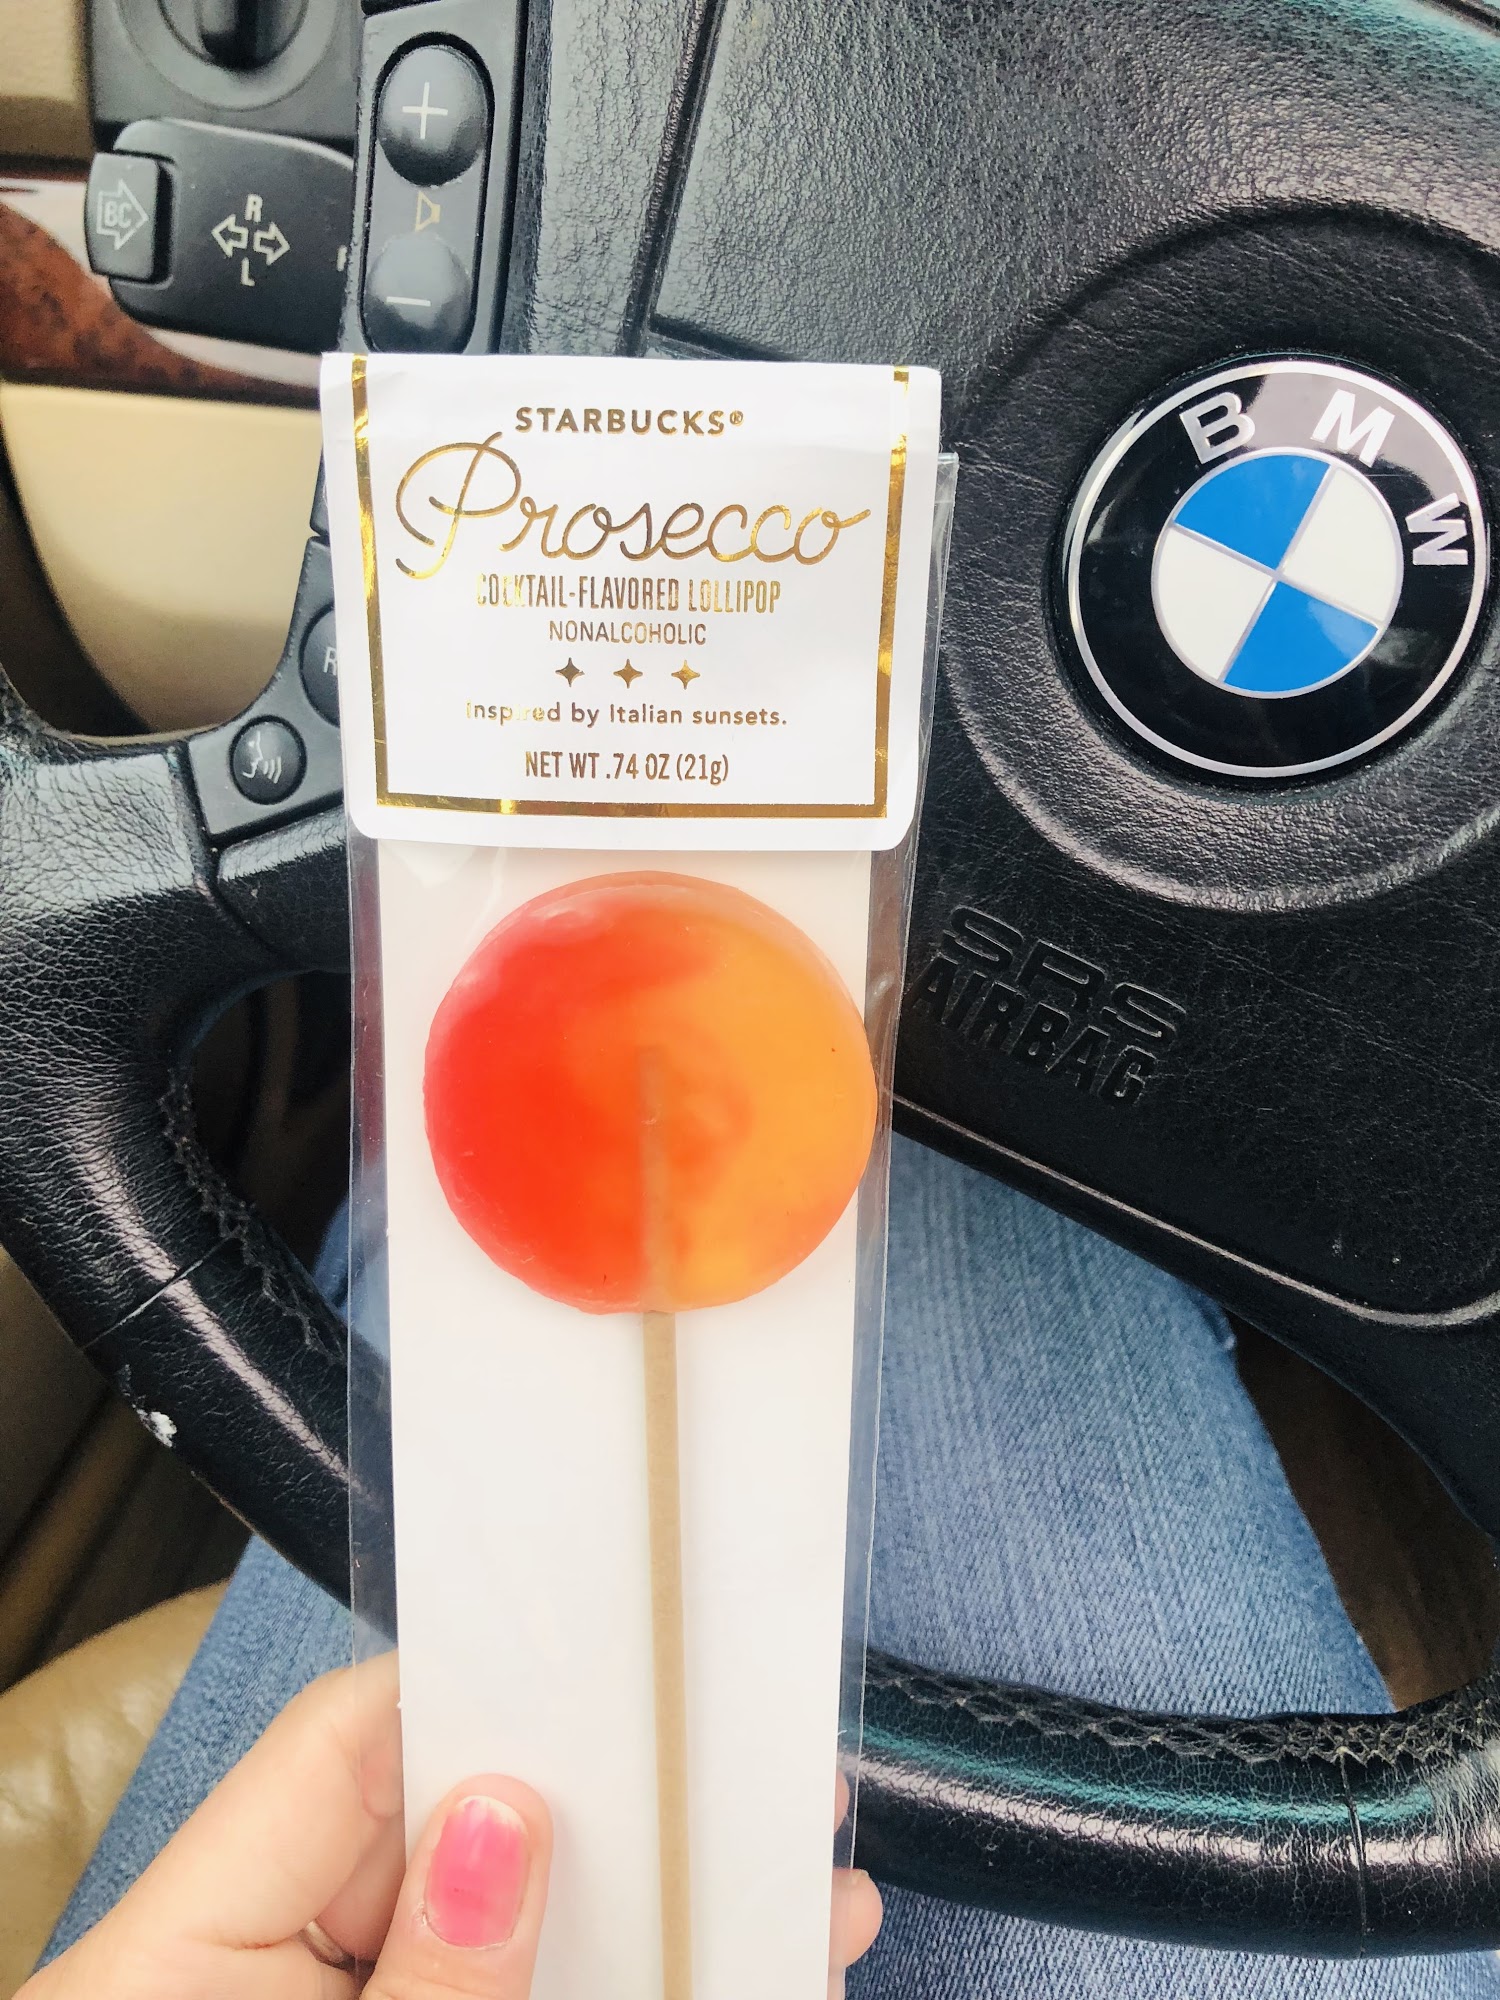 BC
R
L
STARBUCKS®
Prosecco
COCKTAIL-FLAVORED LOLLIPOP
NONALCOHOLIC
Inspired by Italian sunsets.
NET WT .74 OZ (21g)
BMW
R
SRS
AIRBAG